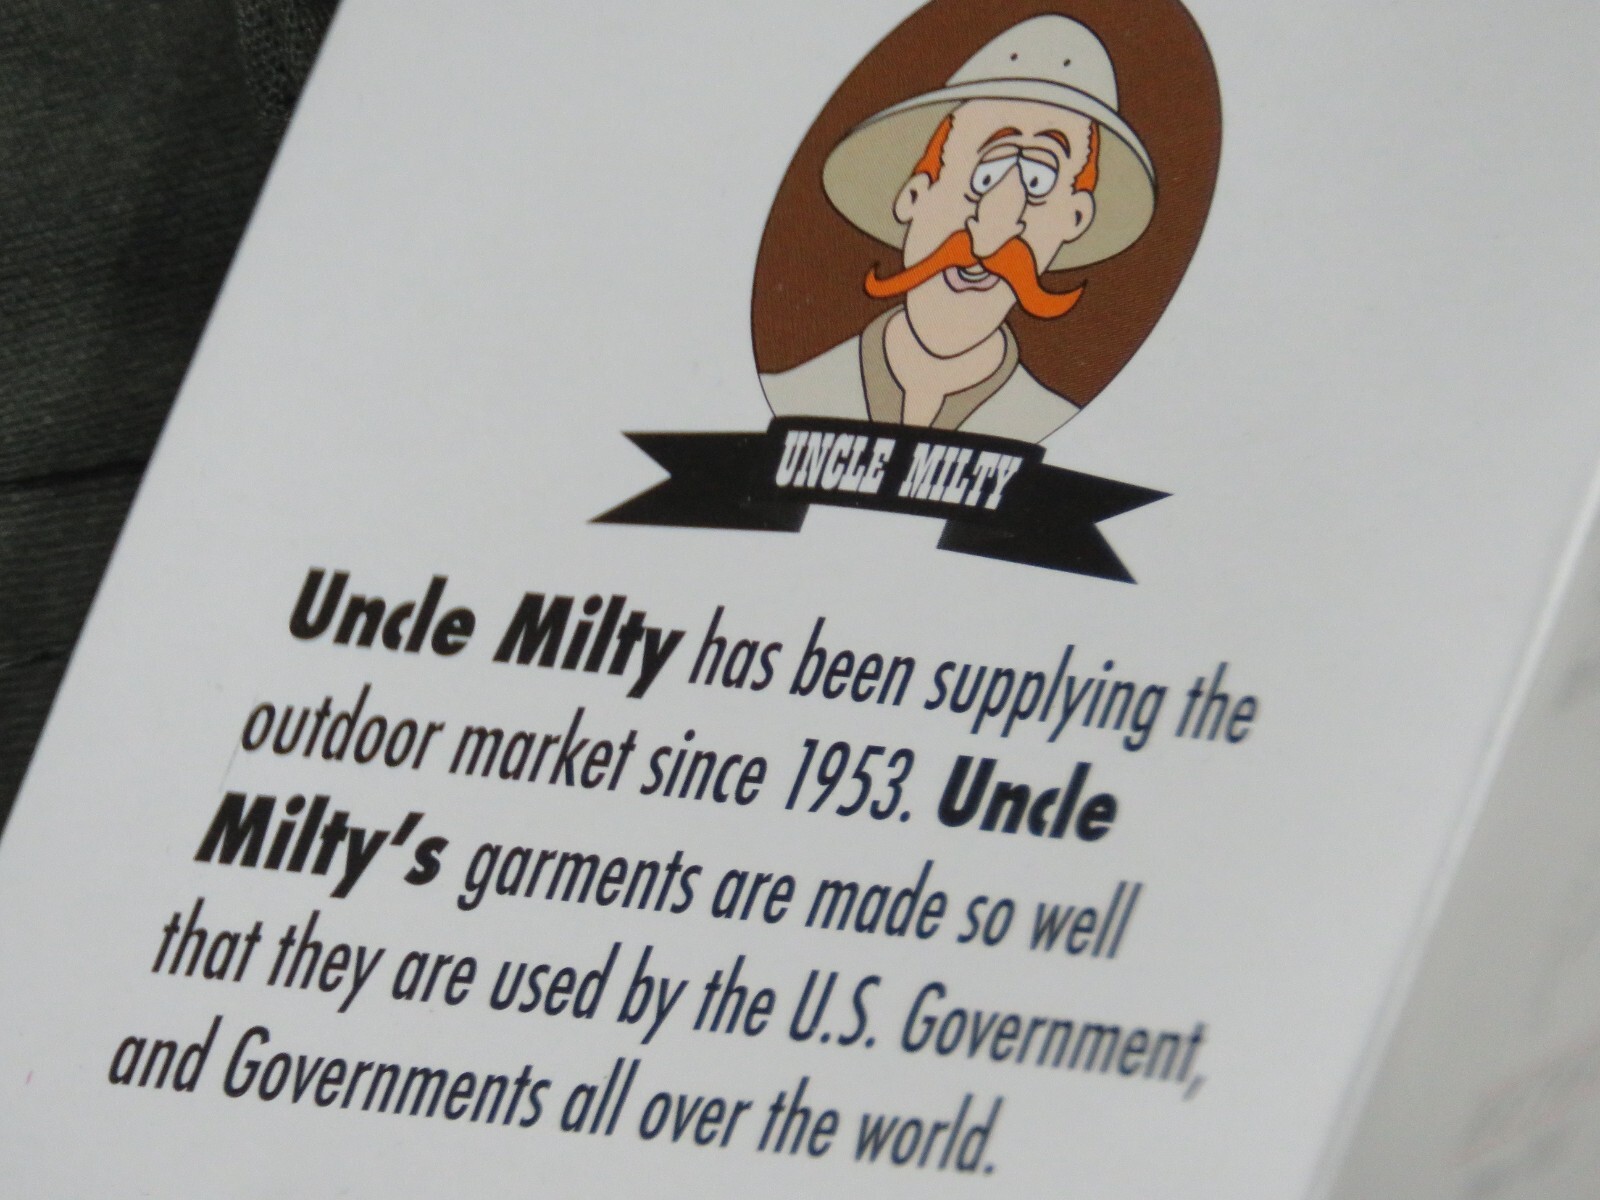 UNCLE MILTY
Uncle Milty has been supplying the
outdoor market since 1953. Uncle
Milty's garments are made so well
that they are used by the U.S. Government,
and Governments all over the world.